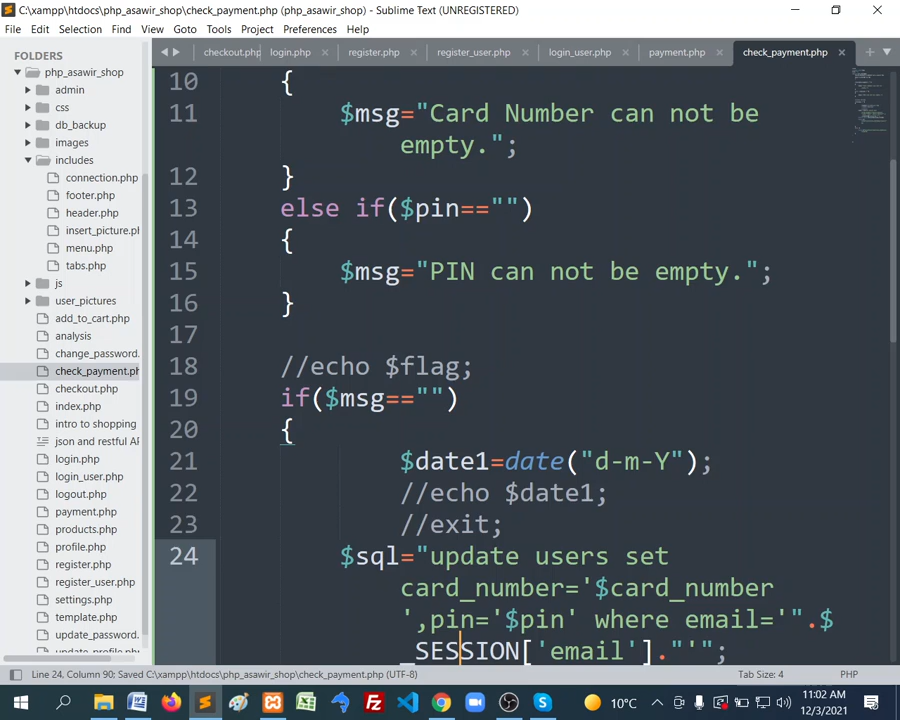 C:\xampp\htdocs\php_asawir_shop\check_payment.php (php_asawir_shop) - Sublime Text (UNREGISTERED)
File Edit Selection Find View Goto Tools Project Preferences Help
FOLDERS
checkout.php login.php register.php register_user.php login_user.php payment.php check_payment.php
php_asawir_shop
admin
css
db_backup
images
includes
connection.php
footer.php
header.php
insert_picture.ph
menu.php
tabs.php
js
user_pictures
add_to_cart.php
analysis
change_password.
check_payment.ph
checkout.php
index.php
intro to shopping
json and restful AP
login.php
login_user.php
logout.php
payment.php
products.php
profile.php
register.php
register_user.php
settings.php
template.php
update_password.
update_profile.php
10 {
11 $msg="Card Number can not be
empty.";
12 }
13 else if($pin=="")
14 {
15 $msg="PIN can not be empty.";
16 }
17
18 //echo $flag;
19 if($msg=="")
20 {
21 $date1=date("d-m-Y");
22 //echo $date1;
23 //exit;
24 $sql="update users set
card_number='$card_number
',pin='$pin' where email='".$
_SESSION['email']."'";
Line 24, Column 90; Saved C:\xampp\htdocs\php_asawir_shop\check_payment.php (UTF-8) Tab Size: 4 PHP
10°C 11:02 AM
12/3/2021